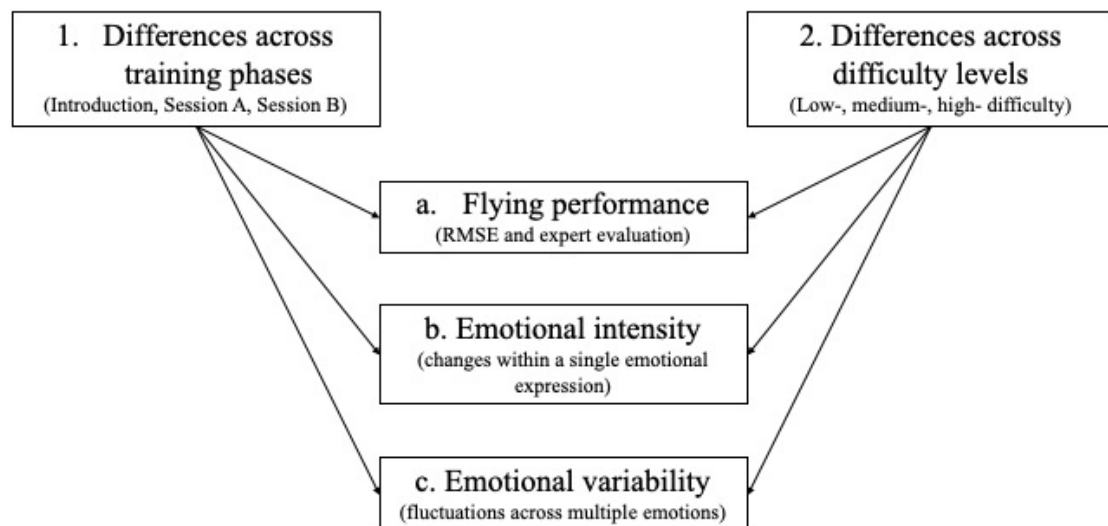 1. Differences across
training phases
(Introduction, Session A, Session B)
2. Differences across
difficulty levels
(Low-, medium-, high- difficulty)
a. Flying performance
(RMSE and expert evaluation)
b. Emotional intensity
(changes within a single emotional
expression)
c. Emotional variability
(fluctuations across multiple emotions)